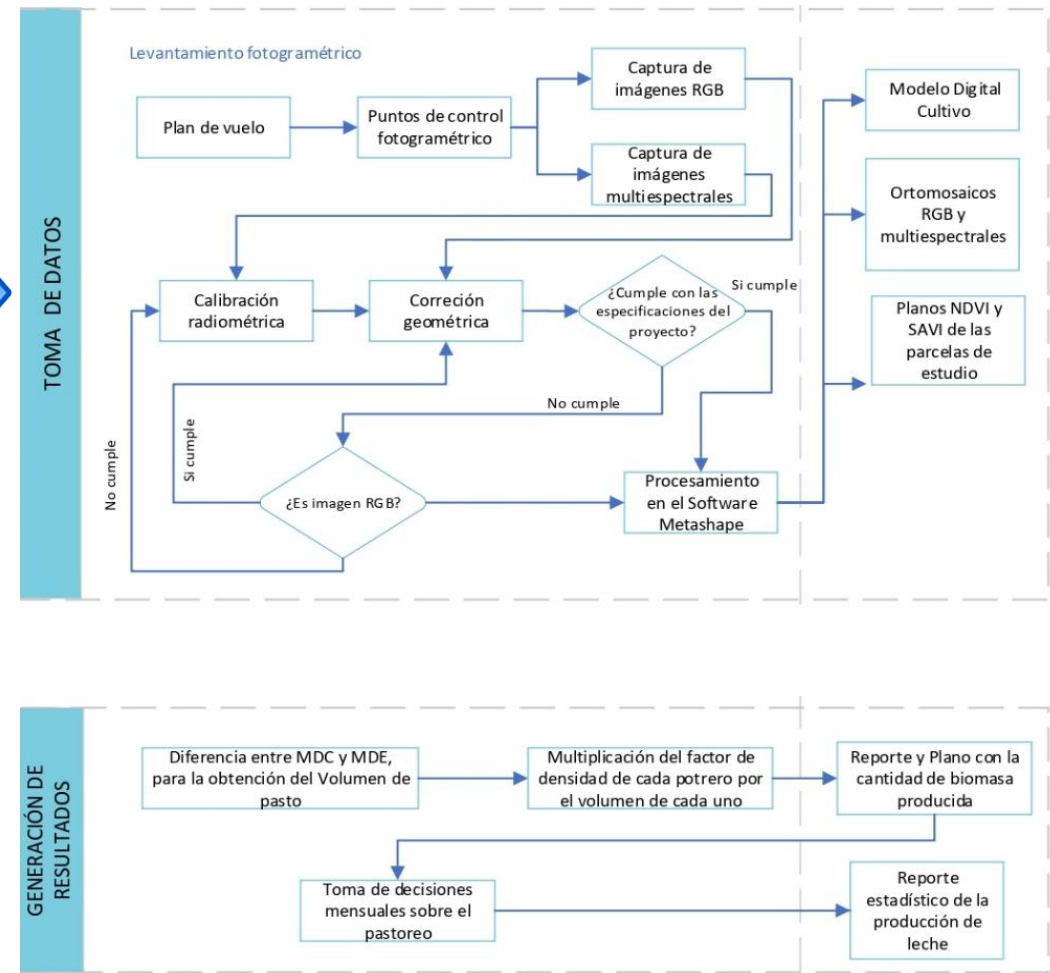 TOMA DE DATOS
Levantamiento fotogramétrico
Plan de vuelo
Puntos de control
fotogramétrico
Captura de
imágenes RGB
Captura de
imágenes
multiespectrales
Modelo Digital
Cultivo
Ortomosaicos
RGB y
multiespectrales
Planos NDVI y
SAVI de las
parcelas de
estudio
Calibración
radiométrica
Correción
geométrica
¿Cumple con las
especificaciones del
proyecto?
Si cumple
No cumple
No cumple
Si cumple
¿Es imagen RGB?
Procesamiento
en el Software
Metashape
GENERACIÓN DE
RESULTADOS
Diferencia entre MDC y MDE,
para la obtención del Volumen de
pasto
Multiplicación del factor de
densidad de cada potrero por
el volumen de cada uno
Reporte y Plano con la
cantidad de biomasa
producida
Toma de decisiones
mensuales sobre el
pastoreo
Reporte
estadístico de la
producción de
leche